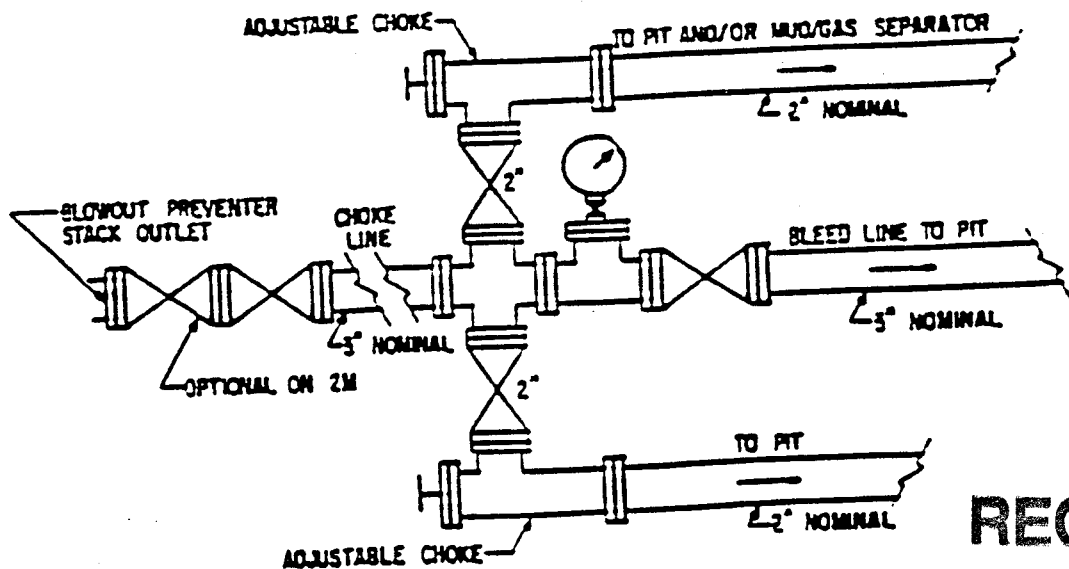 ADJUSTABLE CHOKE
TO PIT AND/OR MUD/GAS SEPARATOR
2" NOMINAL
2"
BLOWOUT PREVENTER
STACK OUTLET
CHOKE
LINE
BLEED LINE TO PIT
3" NOMINAL
3" NOMINAL
OPTIONAL ON 2M
2"
TO PIT
2" NOMINAL
ADJUSTABLE CHOKE